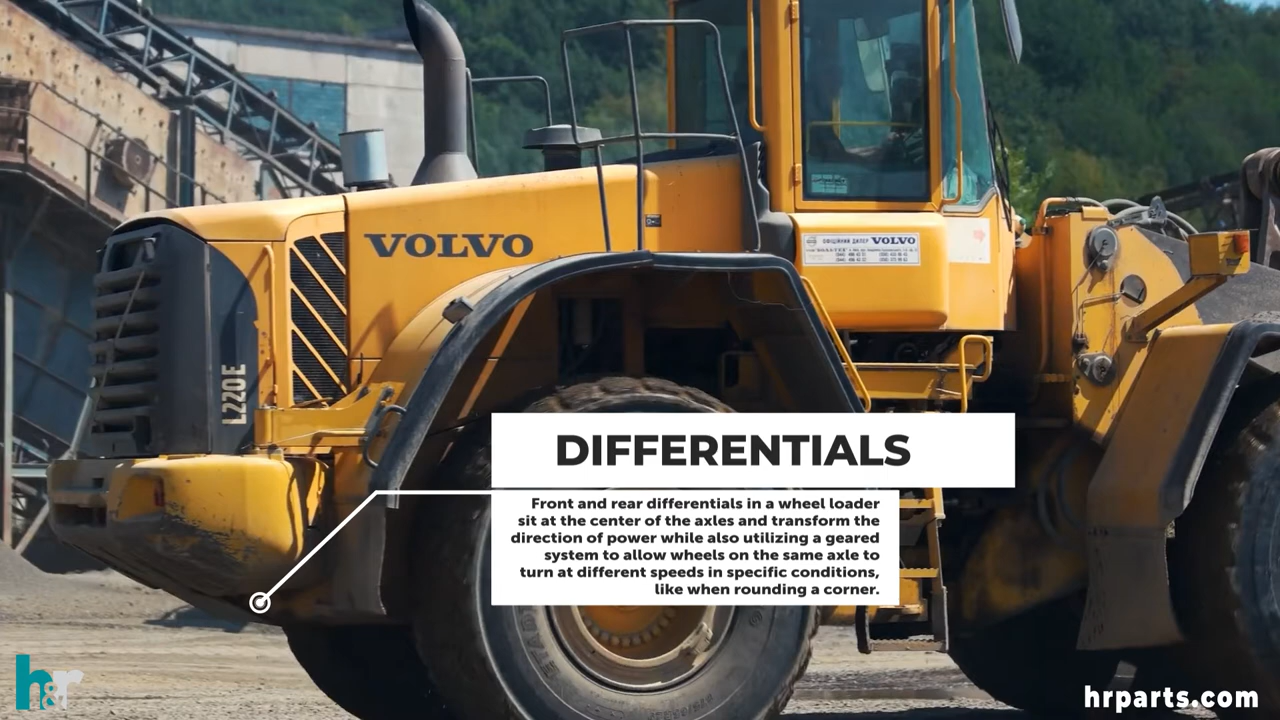 VOLVO
ОФІЦІЙНИЙ ДИЛЕР VOLVO
L220E
DIFFERENTIALS
Front and rear differentials in a wheel loader
sit at the center of the axles and transform the
direction of power while also utilizing a geared
system to allow wheels on the same axle to
turn at different speeds in specific conditions,
like when rounding a corner.
h&r
hrparts.com